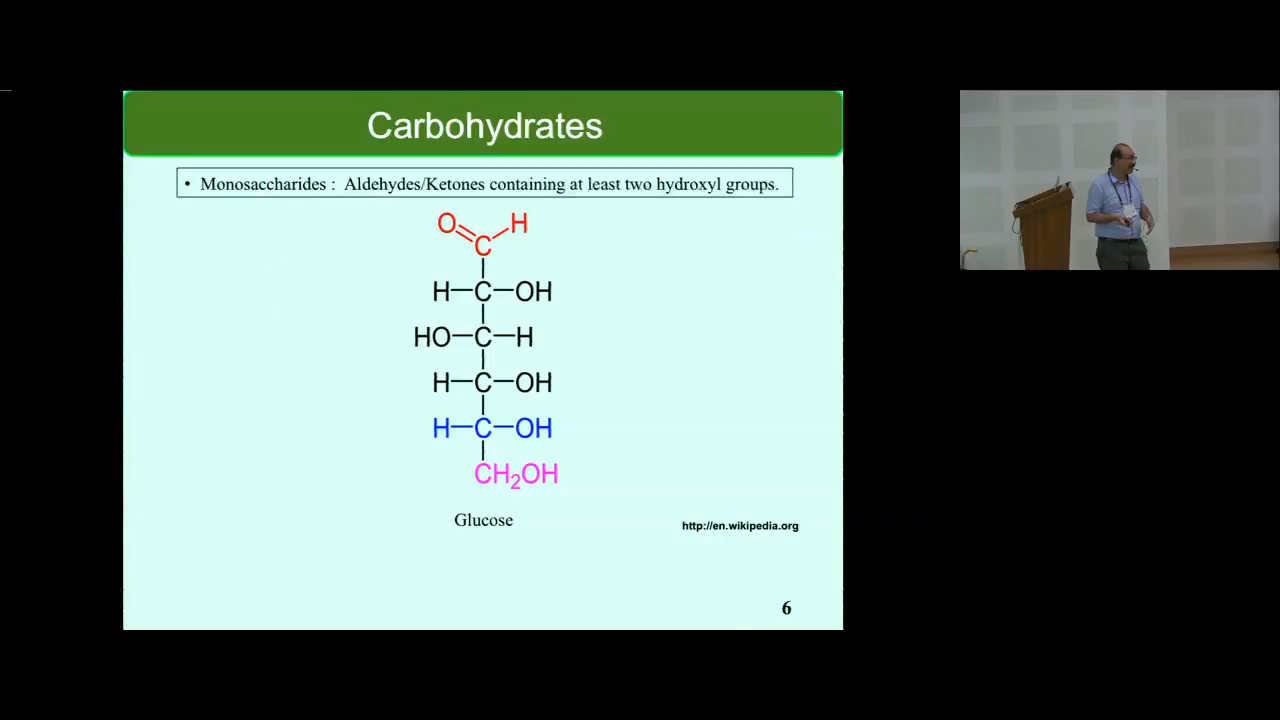 Carbohydrates
• Monosaccharides : Aldehydes/Ketones containing at least two hydroxyl groups.
O H
C
H C OH
HO C H
H C OH
H C OH
CH2OH
Glucose
http://en.wikipedia.org
6